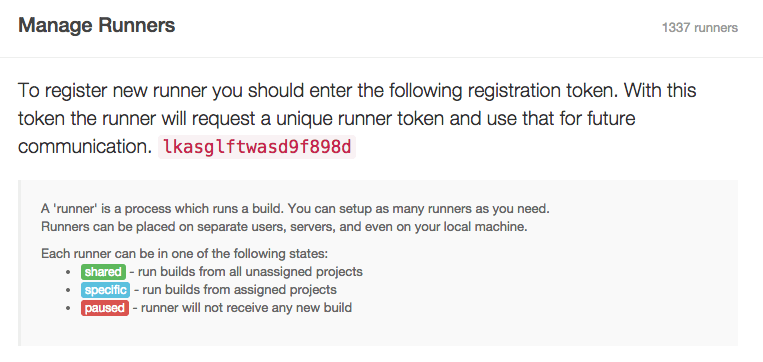 Manage Runners
1337 runners
To register new runner you should enter the following registration token. With this
token the runner will request a unique runner token and use that for future
communication. lkasglftwasd9f898d
A 'runner' is a process which runs a build. You can setup as many runners as you need.
Runners can be placed on separate users, servers, and even on your local machine.
Each runner can be in one of the following states:
• shared - run builds from all unassigned projects
• specific - run builds from assigned projects
• paused - runner will not receive any new build